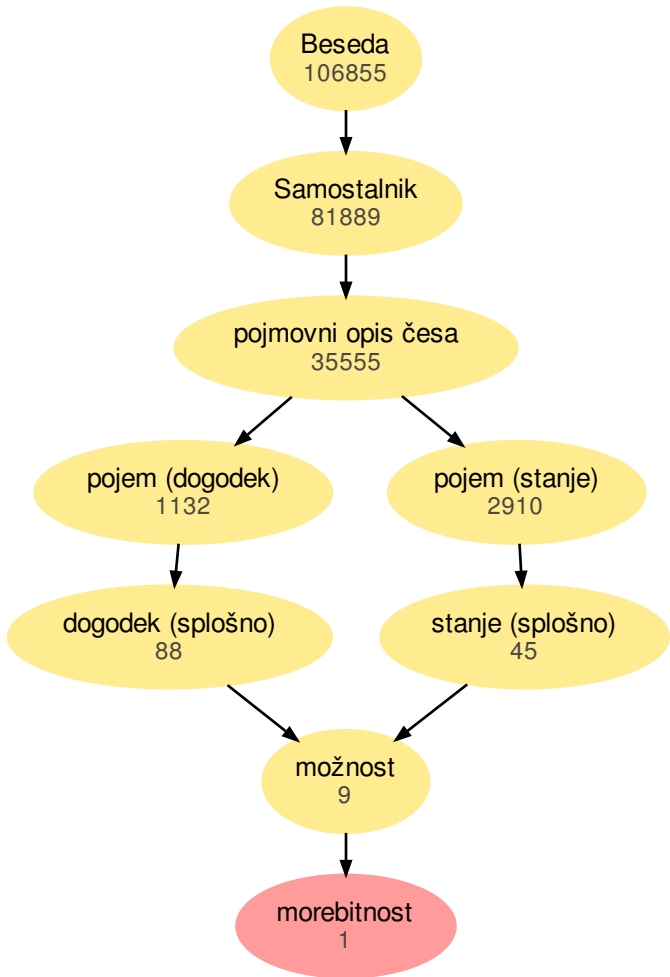 Beseda
106855
Samostalnik
81889
pojmovni opis česa
35555
pojem (dogodek)
1132
pojem (stanje)
2910
dogodek (splošno)
88
stanje (splošno)
45
možnost
9
morebitnost
1